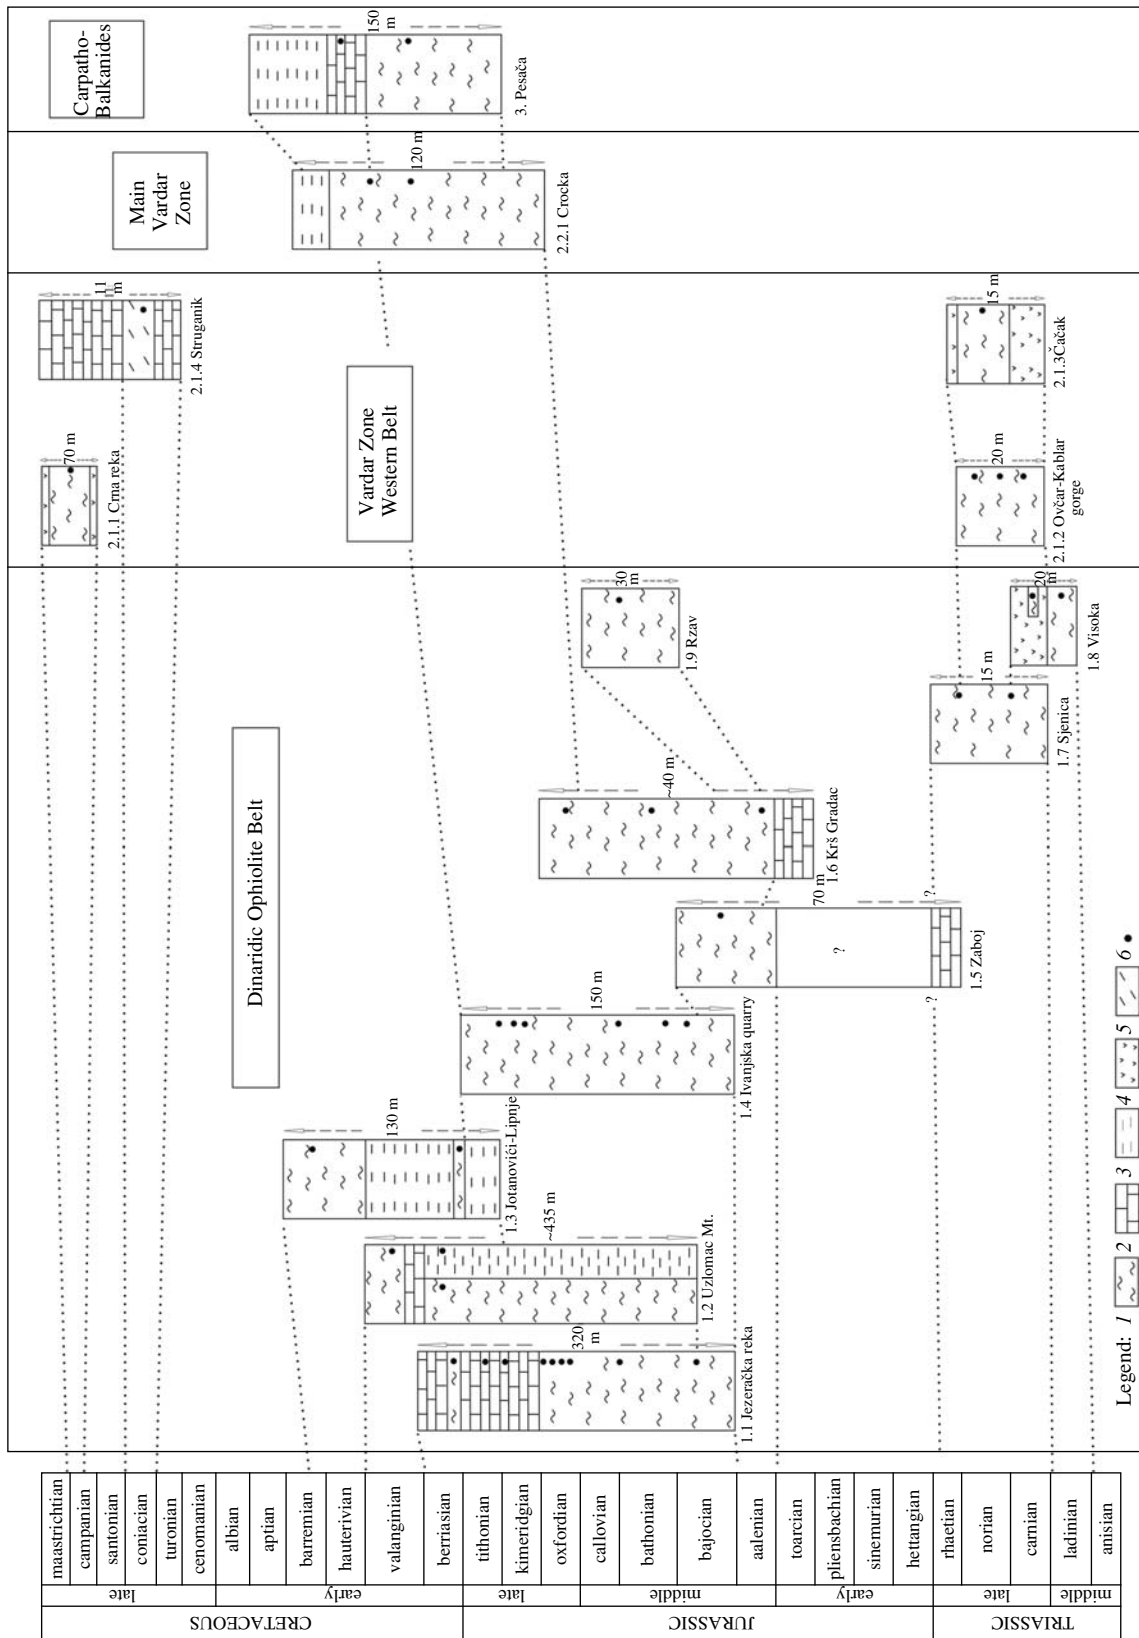 Carpatho-
Balkanides
Main
Vardar
Zone
Vardar Zone
Western Belt
Dinaridic Ophiolite Belt
150
m
3. Pesača
120 m
2.2.1 Crocka
11
m
2.1.4 Struganik
70 m
2.1.1 Crna reka
15 m
2.1.3Čačak
20 m
2.1.2 Ovčar-Kablar
gorge
30
m
1.9 Rzav
20
m
1.8 Visoka
15 m
1.7 Sjenica
~40 m
1.6 Krš Gradac
70 m
?
?
?
1.5 Zaboj
150 m
1.4 Ivanjska quarry
130 m
1.3 Jotanovići-Lipnje
~435 m
1.2 Uzlomac Mt.
320
m
1.1 Jezeračka reka
maastrichtian
campanian
santonian
coniacian
turonian
cenomanian
albian
aptian
barremian
hauterivian
valanginian
berriasian
tithonian
kimeridgian
oxfordian
callovian
bathonian
bajocian
aalenian
toarcian
pliensbachian
sinemurian
hettangian
rhaetian
norian
carnian
ladinian
anisian
late
early
late
middle
early
late
middle
CRETACEOUS
JURASSIC
TRIASSIC
Legend: 1 2 3 4 5 6